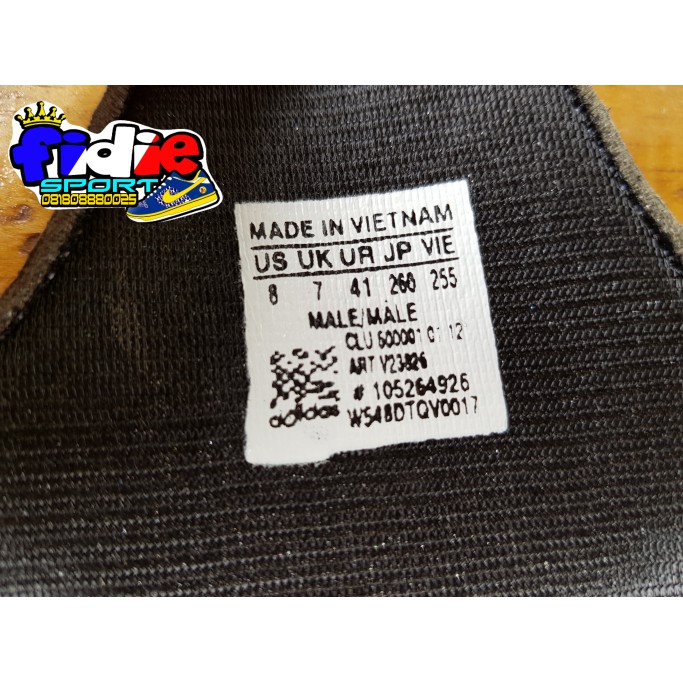 fidie
SPORT
081808880025
MADE IN VIETNAM
US UK UR JP VIE
8 7 41 260 255
MALE/MÀLE
CLU 600001 01 12
ART V23826
# 105264926
adidas
W548DTQV0017